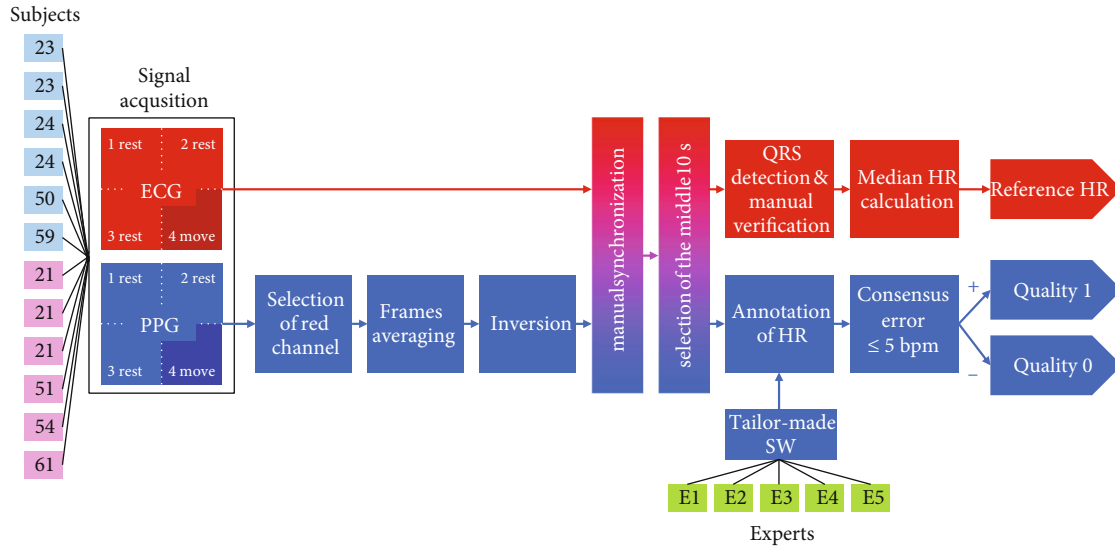 Subjects
23
23
24
24
50
59
21
21
21
51
54
61
Signal
acqusition
1 rest
2 rest
ECG
3 rest
4 move
1 rest
2 rest
PPG
3 rest
4 move
Selection
of red
channel
Frames
averaging
Inversion
manualsynchronization
selection of the middle10 s
QRS
detection &
manual
verification
Median HR
calculation
Reference HR
Annotation
of HR
Consensus
error
≤ 5 bpm
+
−
Quality 1
Quality 0
Tailor-made
SW
E1
E2
E3
E4
E5
Experts